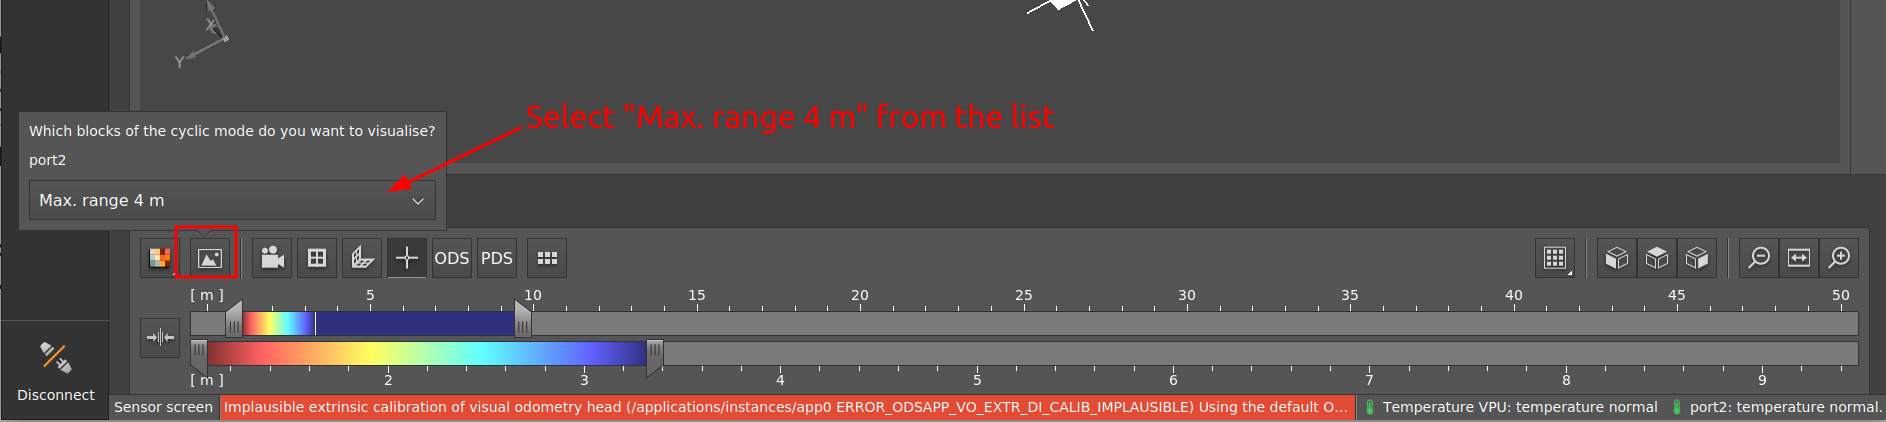 X
Y
Select "Max. range 4 m" from the list
Which blocks of the cyclic mode do you want to visualise?
port2
Max. range 4 m
ODS PDS
[ m ] 5 10 15 20 25 30 35 40 45 50
[ m ] 2 3 4 5 6 7 8 9
Disconnect
Sensor screen Implausible extrinsic calibration of visual odometry head (/applications/instances/app0 ERROR_ODSAPP_VO_EXTR_DI_CALIB_IMPLAUSIBLE) Using the default O... Temperature VPU: temperature normal port2: temperature normal.